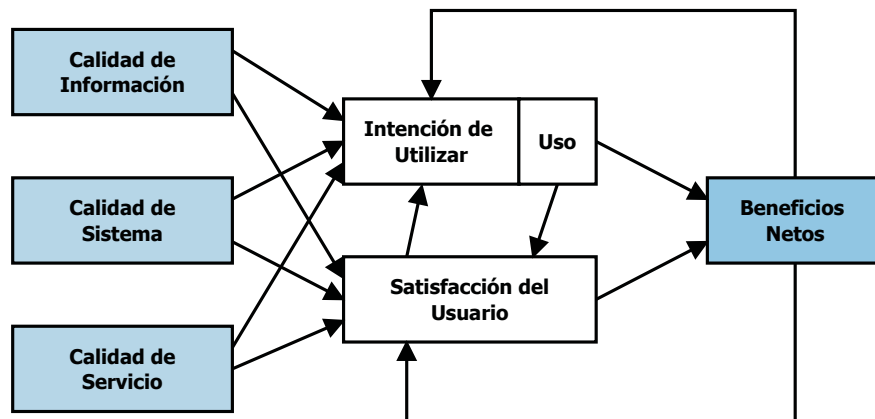 Calidad de
Información
Intención de
Utilizar
Uso
Calidad de
Sistema
Beneficios
Netos
Satisfacción del
Usuario
Calidad de
Servicio